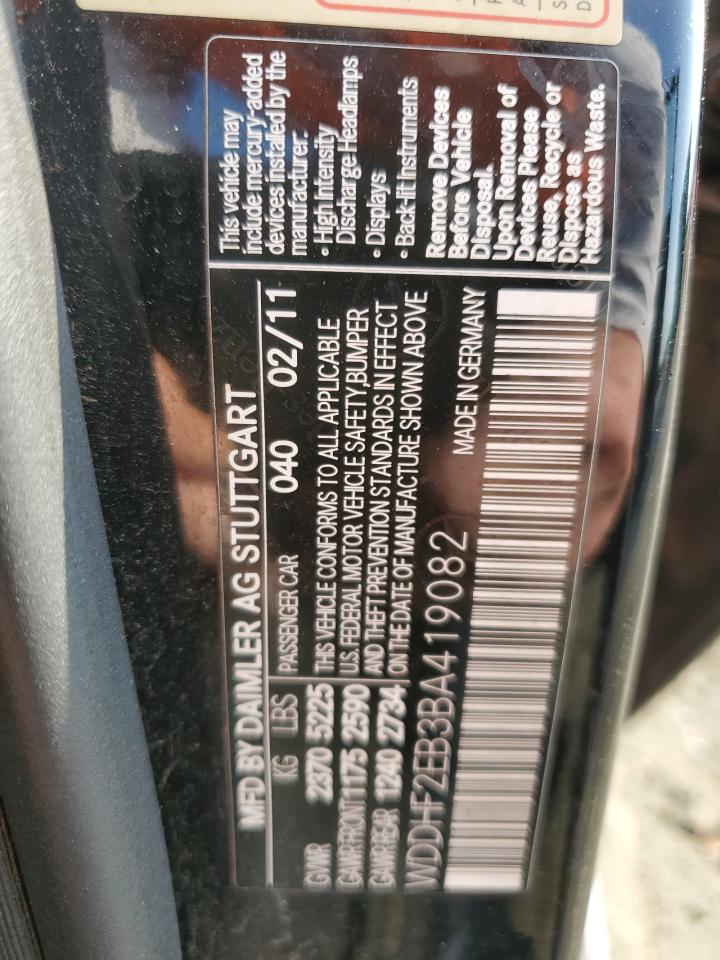 MFD BY DAIMLER AG STUTTGART
KG LBS
GVWR 2370 5225
GAWR FRONT 1175 2590
GAWR REAR 1240 2734
PASSENGER CAR 040 02/11
THIS VEHICLE CONFORMS TO ALL APPLICABLE
U.S. FEDERAL MOTOR VEHICLE SAFETY,BUMPER
AND THEFT PREVENTION STANDARDS IN EFFECT
ON THE DATE OF MANUFACTURE SHOWN ABOVE
MADE IN GERMANY
WDDHF2EB3BA419082
This vehicle may
include mercury-added
devices installed by the
manufacturer:
• High Intensity
Discharge Headlamps
• Displays
• Back-lit Instruments
Remove Devices
Before Vehicle
Disposal.
Upon Removal of
Devices Please
Reuse, Recycle or
Dispose as
Hazardous Waste.